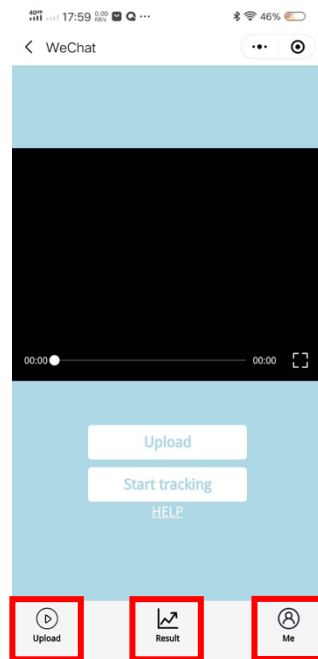 17:59 0.00 KB/s 46%
WeChat
00:00 00:00
Upload
Start tracking
HELP
Upload Result Me